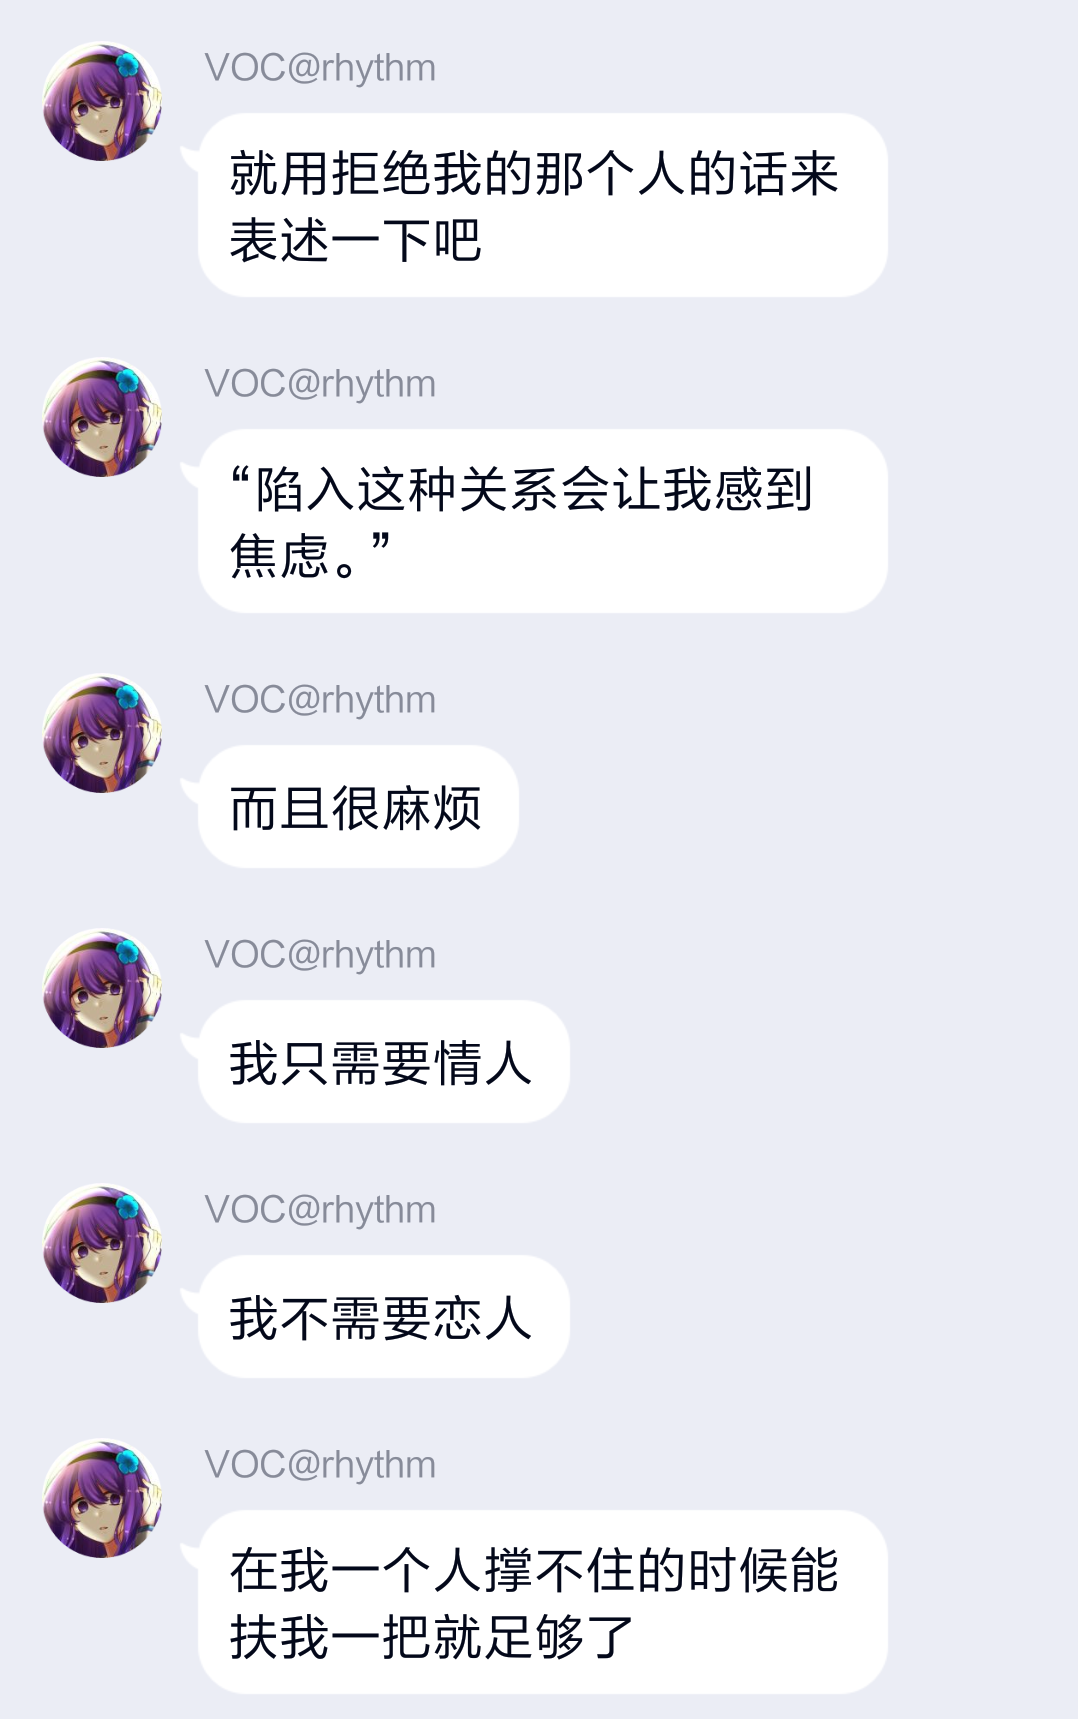 VOC@rhythm
就用拒绝我的那个人的话来
表述一下吧
VOC@rhythm
“陷入这种关系会让我感到
焦虑。”
VOC@rhythm
而且很麻烦
VOC@rhythm
我只需要情人
VOC@rhythm
我不需要恋人
VOC@rhythm
在我一个人撑不住的时候能
扶我一把就足够了